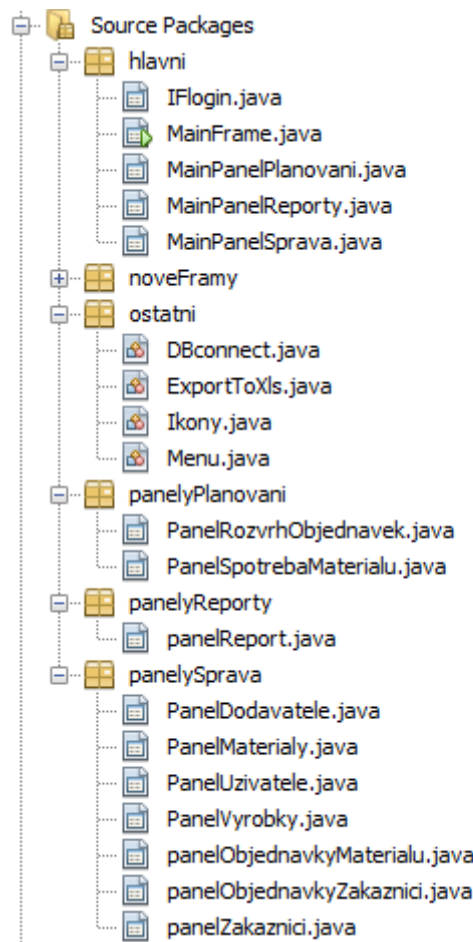 Source Packages
hlavni
IFlogin.java
MainFrame.java
MainPanelPlanovani.java
MainPanelReporty.java
MainPanelSprava.java
noveFramy
ostatni
DBconnect.java
ExportToXls.java
Ikony.java
Menu.java
panelyPlanovani
PanelRozvrhObjednavek.java
PanelSpotrebaMaterialu.java
panelyReporty
panelReport.java
panelySprava
PanelDodavatele.java
PanelMaterialy.java
PanelUzivatele.java
PanelVyrobky.java
panelObjednavkyMaterialu.java
panelObjednavkyZakaznici.java
panelZakaznici.java